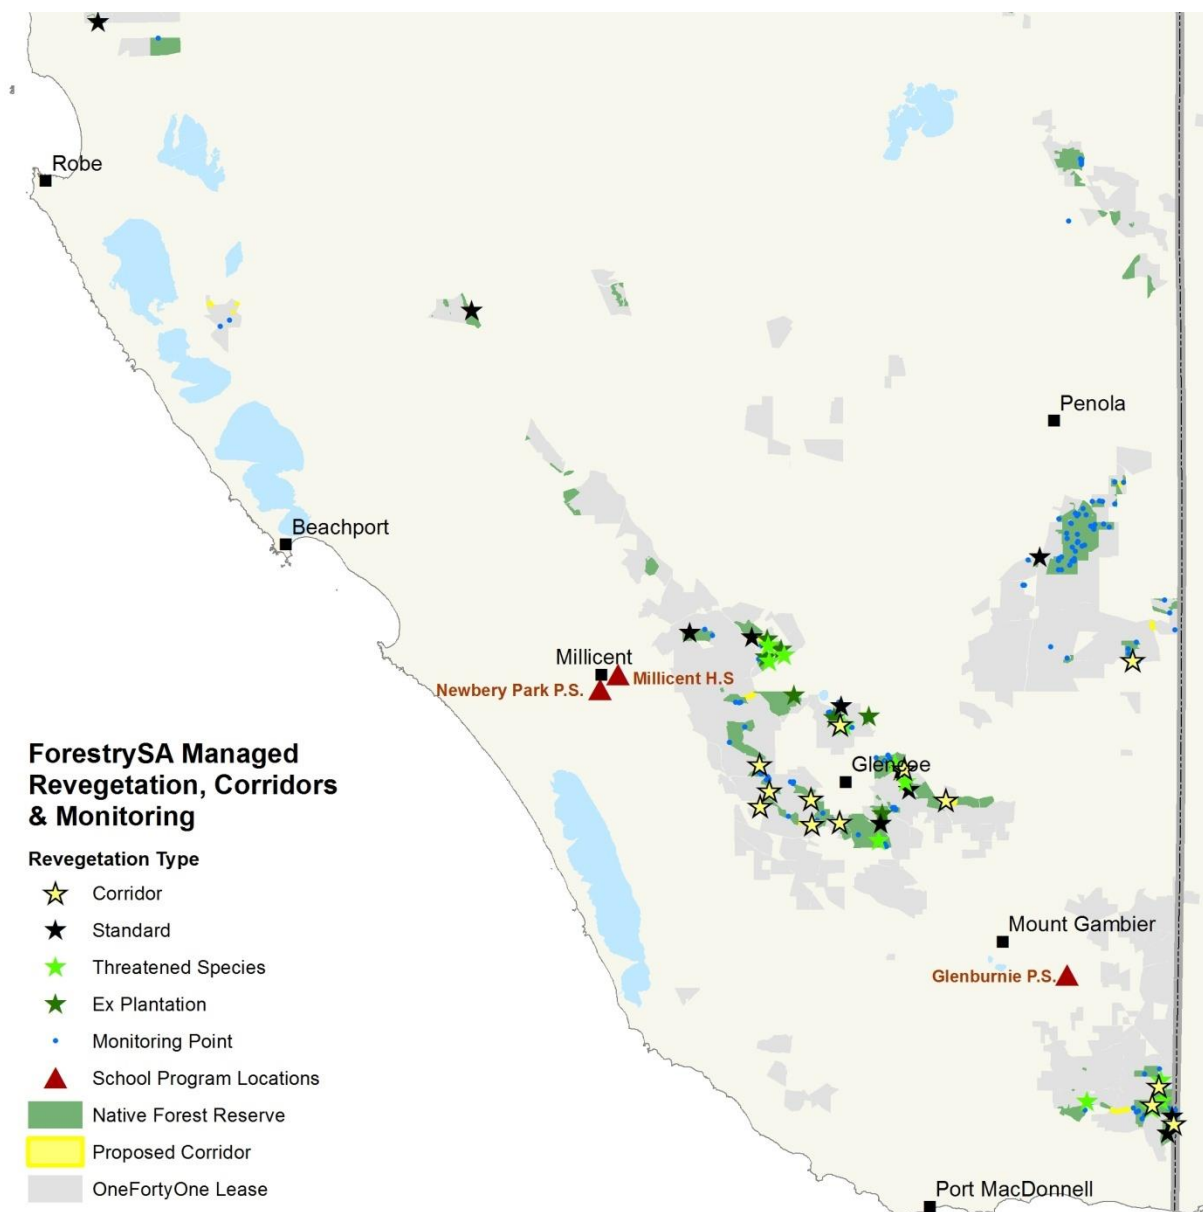 Robe
Penola
Beachport
Millicent
Millicent H.S
Newbery Park P.S.
Glencoe
Mount Gambier
Glenburnie P.S.
Port MacDonnell
ForestrySA Managed
Revegetation, Corridors
& Monitoring
Revegetation Type
Corridor
Standard
Threatened Species
Ex Plantation
Monitoring Point
School Program Locations
Native Forest Reserve
Proposed Corridor
OneFortyOne Lease